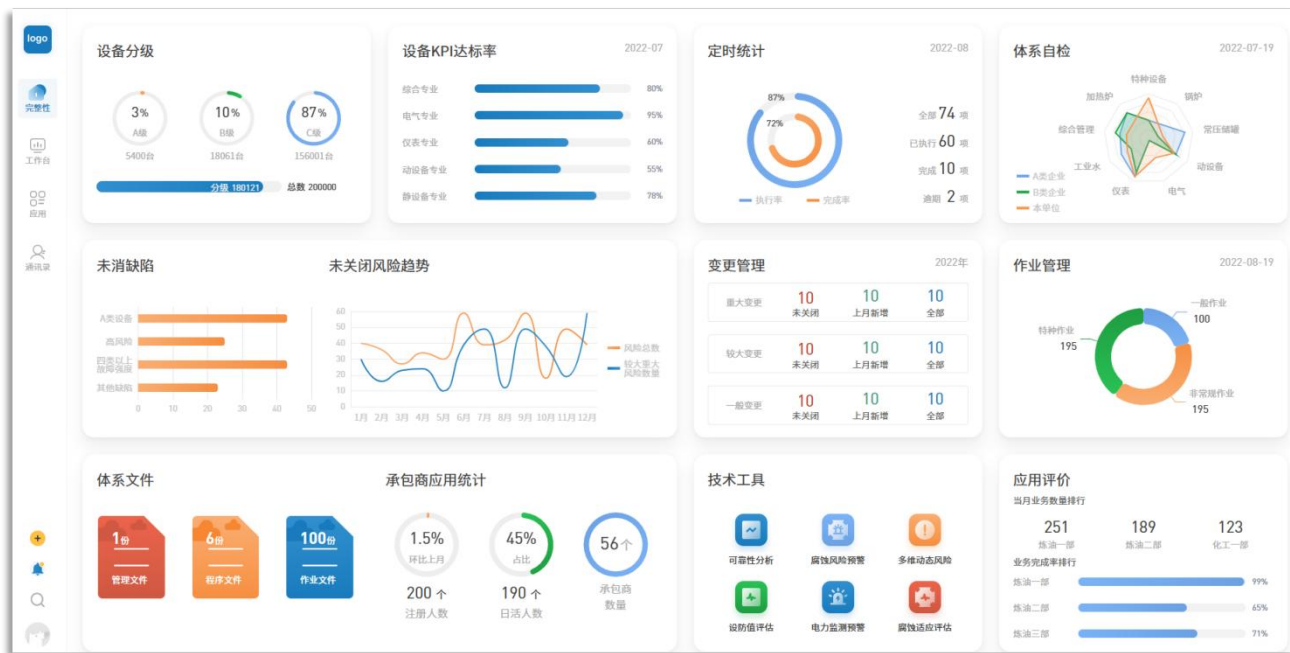 logo
完整性
工作台
应用
通讯录
设备分级
3%
A级
5400台
10%
B级
18061台
87%
C级
156001台
分级 180121
总数 200000
设备KPI达标率
2022-07
综合专业
80%
电气专业
95%
仪表专业
60%
动设备专业
55%
静设备专业
78%
定时统计
2022-08
87%
72%
全部 74 项
已执行 60 项
完成 10 项
逾期 2 项
执行率
完成率
体系自检
2022-07-19
特种设备
加热炉
锅炉
综合管理
常压储罐
工业水
动设备
仪表
电气
A类企业
B类企业
本单位
未消缺陷
A类设备
高风险
四类以上
故障强度
其他缺陷
0 10 20 30 40 50
未关闭风险趋势
60
50
40
30
20
10
0
1月 2月 3月 4月 5月 6月 7月 8月 9月 10月 11月 12月
风险总数
较大重大
风险数量
变更管理
2022年
重大变更
10
未关闭
10
上月新增
10
全部
较大变更
10
未关闭
10
上月新增
10
全部
一般变更
10
未关闭
10
上月新增
10
全部
作业管理
2022-08-19
一般作业
100
特种作业
195
非常规作业
195
体系文件
1份
管理文件
6份
程序文件
100份
作业文件
承包商应用统计
1.5%
环比上月
200 个
注册人数
45%
占比
190 个
日活人数
56个
承包商
数量
技术工具
可靠性分析
腐蚀风险预警
多维动态风险
设防值评估
电力监测预警
腐蚀适应评估
应用评价
当月业务数量排行
251
炼油一部
189
炼油二部
123
化工一部
业务完成率排行
炼油一部
99%
炼油二部
65%
炼油三部
71%